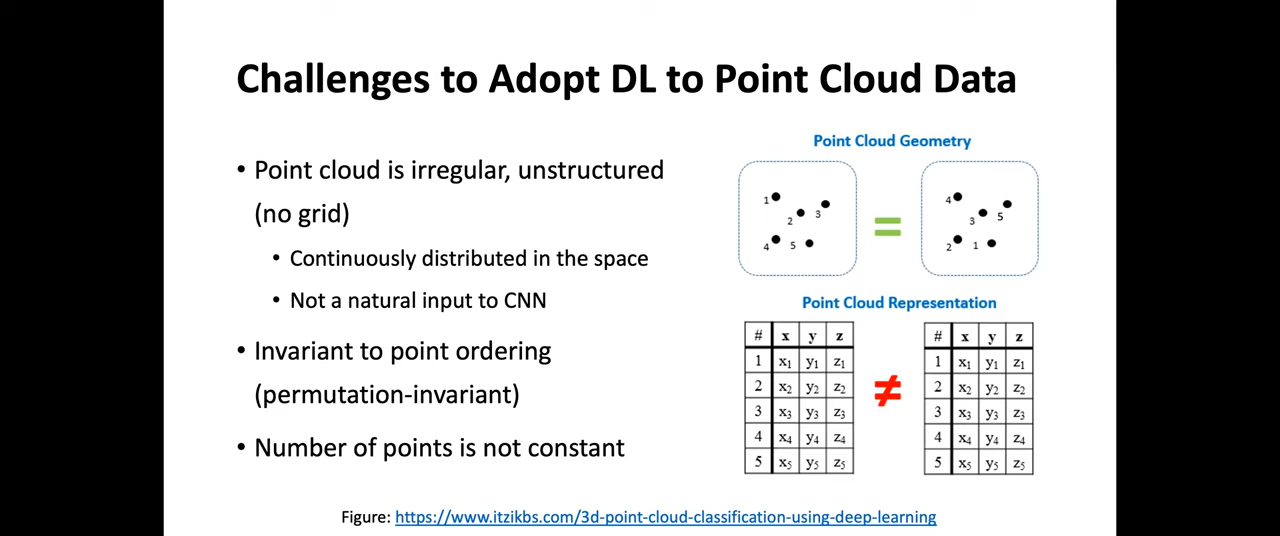 Challenges to Adopt DL to Point Cloud Data
• Point cloud is irregular, unstructured
(no grid)
• Continuously distributed in the space
• Not a natural input to CNN
• Invariant to point ordering
(permutation-invariant)
• Number of points is not constant
Point Cloud Geometry
1
2
3
4
5
=
4
3
5
2
1
Point Cloud Representation
# x y z
1 x₁ y₁ z₁
2 x₂ y₂ z₂
3 x₃ y₃ z₃
4 x₄ y₄ z₄
5 x₅ y₅ z₅
≠
# x y z
1 x₁ y₁ z₁
2 x₂ y₂ z₂
3 x₃ y₃ z₃
4 x₄ y₄ z₄
5 x₅ y₅ z₅
Figure: https://www.itzikbs.com/3d-point-cloud-classification-using-deep-learning